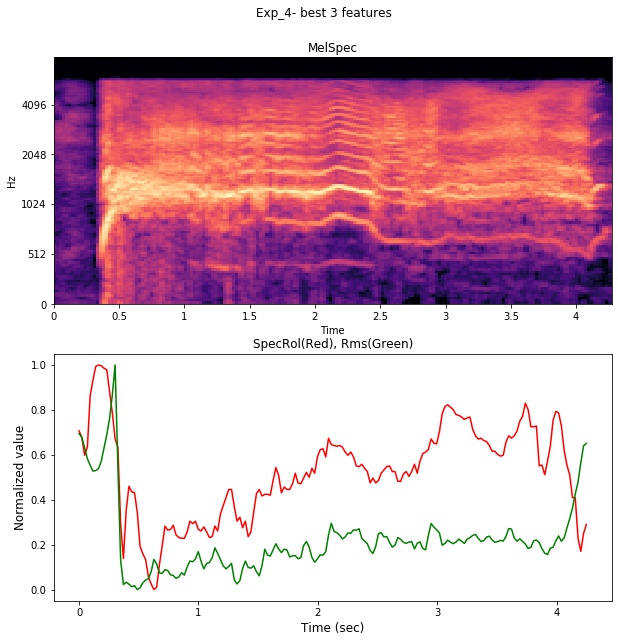 Exp_4- best 3 features
MelSpec
4096
2048
1024
512
0
Hz
0 0.5 1 1.5 2 2.5 3 3.5 4
Time
SpecRol(Red), Rms(Green)
1.0
0.8
0.6
0.4
0.2
0.0
Normalized value
0 1 2 3 4
Time (sec)